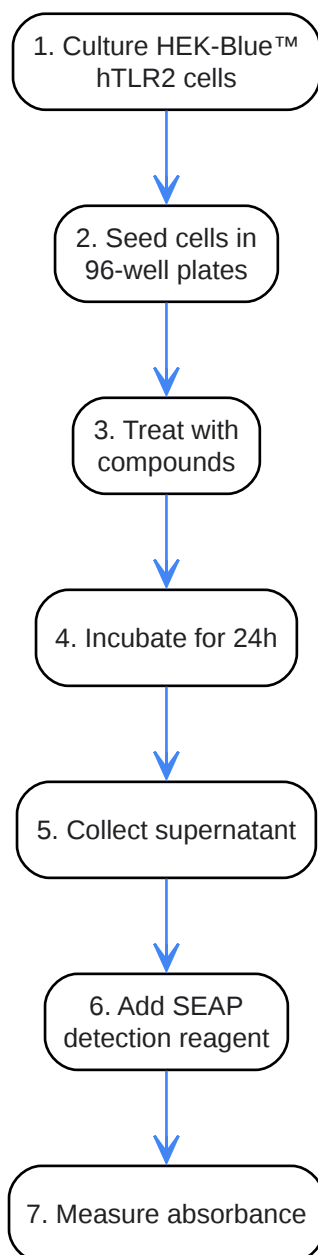 1. Culture HEK-Blue™
hTLR2 cells
2. Seed cells in
96-well plates
3. Treat with
compounds
4. Incubate for 24h
5. Collect supernatant
6. Add SEAP
detection reagent
7. Measure absorbance